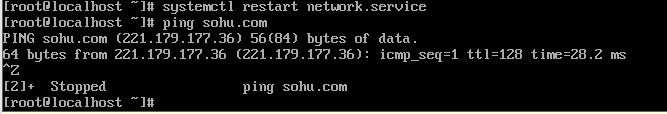 [root@localhost ~]# systemctl restart network.service
[root@localhost ~]# ping sohu.com
PING sohu.com (221.179.177.36) 56(84) bytes of data.
64 bytes from 221.179.177.36 (221.179.177.36): icmp_seq=1 ttl=128 time=28.2 ms
^Z
[2]+  Stopped                 ping sohu.com
[root@localhost ~]#